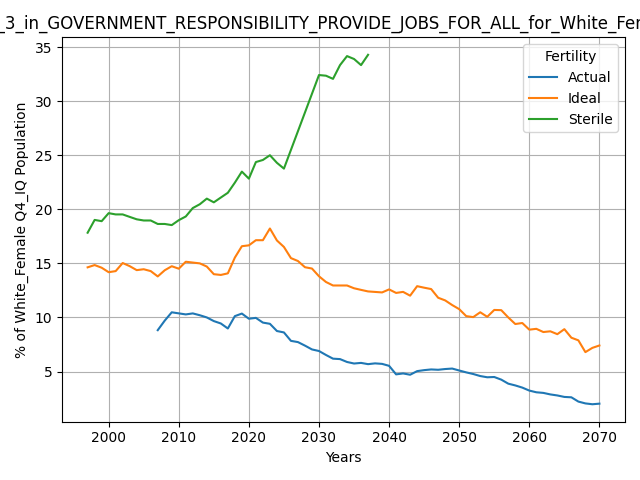 _3_in_GOVERNMENT_RESPONSIBILITY_PROVIDE_JOBS_FOR_ALL_for_White_Fem
% of White_Female Q4_IQ Population
35
30
25
20
15
10
5
Fertility
Actual
Ideal
Sterile
2000 2010 2020 2030 2040 2050 2060 2070
Years